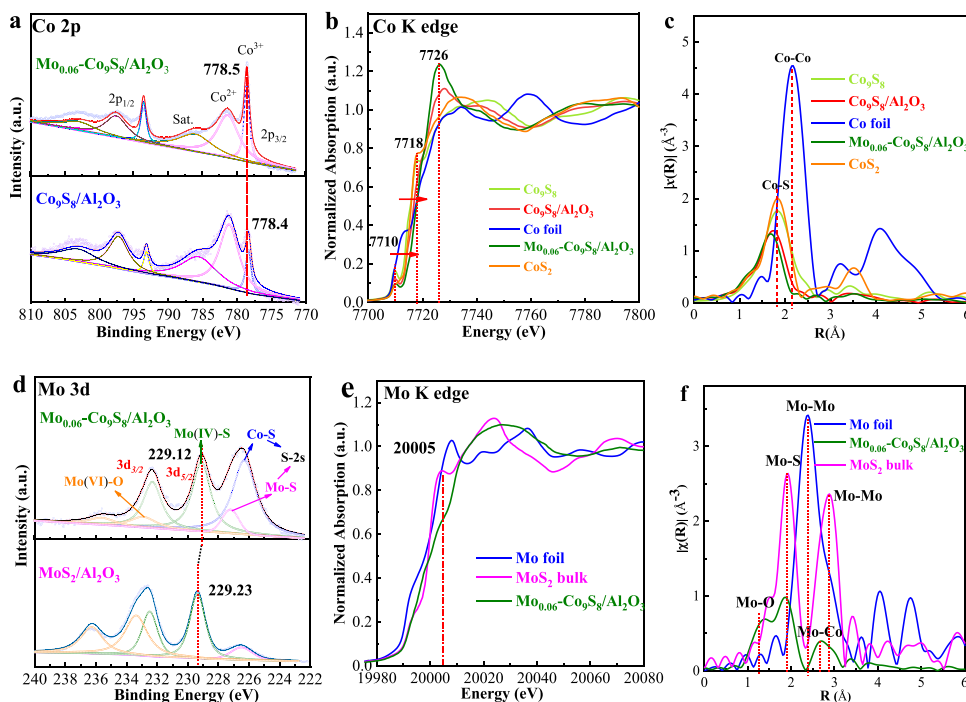 a
Co 2p
Mo₀.₀₆-Co₉S₈/Al₂O₃
Co³⁺
778.5
Co²⁺
2p₁/₂
Sat.
2p₃/₂
Co₉S₈/Al₂O₃
778.4
Intensity (a.u.)
810 805 800 795 790 785 780 775 770
Binding Energy (eV)
b
Co K edge
1.4
1.2
1.0
0.8
0.6
0.4
0.2
0.0
7726
7718
7710
Co₉S₈
Co₉S₈/Al₂O₃
Co foil
Mo₀.₀₆-Co₉S₈/Al₂O₃
CoS₂
Normalized Absorption (a.u.)
7700 7720 7740 7760 7780 7800
Energy (eV)
c
5
4
3
2
1
0
Co-Co
Co-S
Co₉S₈
Co₉S₈/Al₂O₃
Co foil
Mo₀.₀₆-Co₉S₈/Al₂O₃
CoS₂
|x(R)| (Å⁻³)
0 1 2 3 4 5 6
R(Å)
d
Mo 3d
Mo₀.₀₆-Co₉S₈/Al₂O₃
Mo(IV)-S
Co-S
229.12
S-2s
3d₃/₂
3d₅/₂
Mo(VI)-O
Mo-S
MoS₂/Al₂O₃
229.23
Intensity (a.u.)
240 238 236 234 232 230 228 226 224 222
Binding Energy (eV)
e
Mo K edge
1.4
1.2
1.0
0.8
0.6
0.4
0.2
0.0
20005
Mo foil
MoS₂ bulk
Mo₀.₀₆-Co₉S₈/Al₂O₃
Normalized Absorption (a.u.)
19980 20000 20020 20040 20060 20080
Energy (eV)
f
4
3
2
1
0
Mo-Mo
Mo foil
Mo₀.₀₆-Co₉S₈/Al₂O₃
MoS₂ bulk
Mo-S
Mo-Mo
Mo-O
Mo-Co
|χ(R)| (Å⁻³)
0 1 2 3 4 5 6
R (Å)